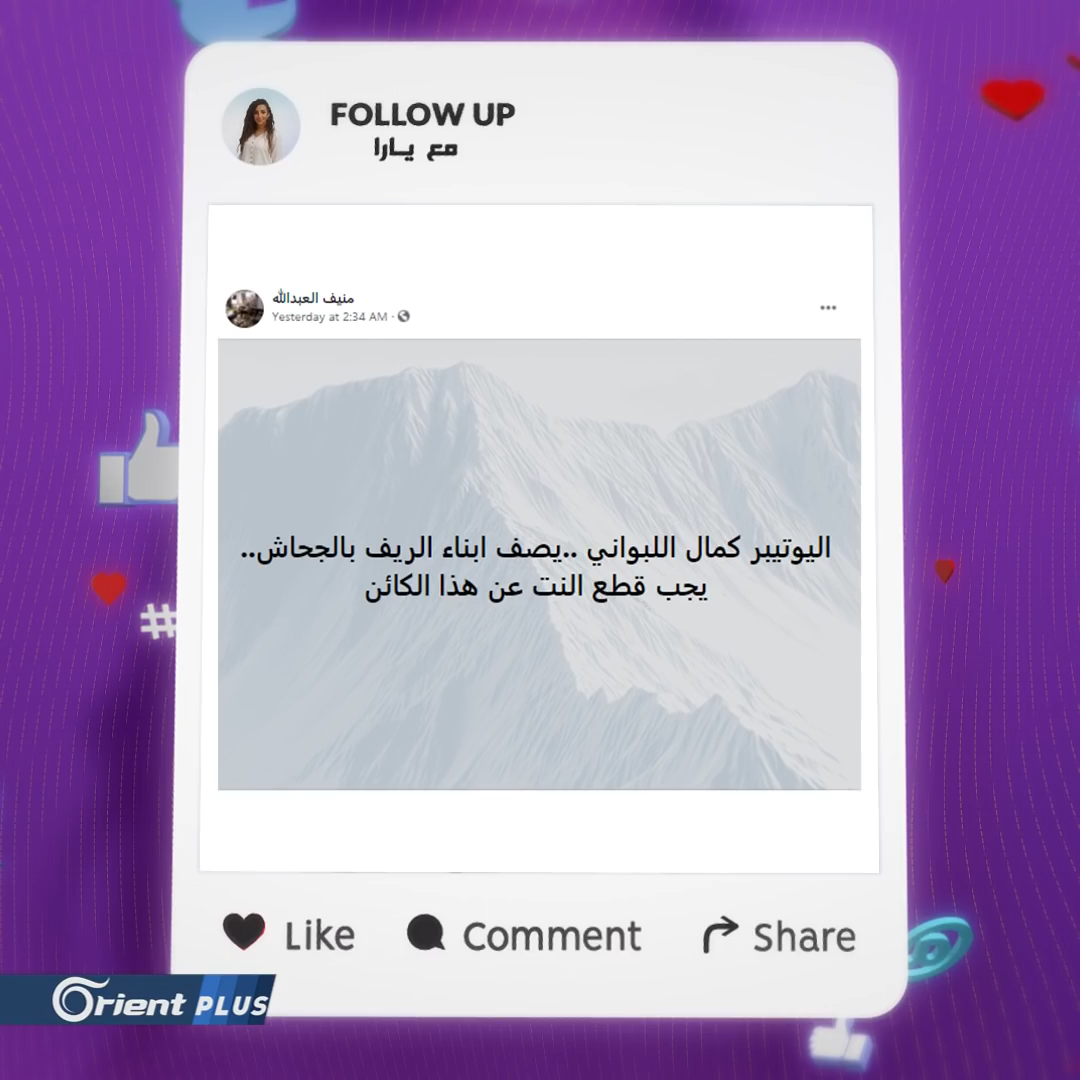 FOLLOW UP
مع يارا
منيف العبدالله
Yesterday at 2:34 AM ·
اليوتيبر كمال اللبواني ..يصف ابناء الريف بالجحاش..
يجب قطع النت عن هذا الكائن
Like Comment Share
Orient PLUS
#